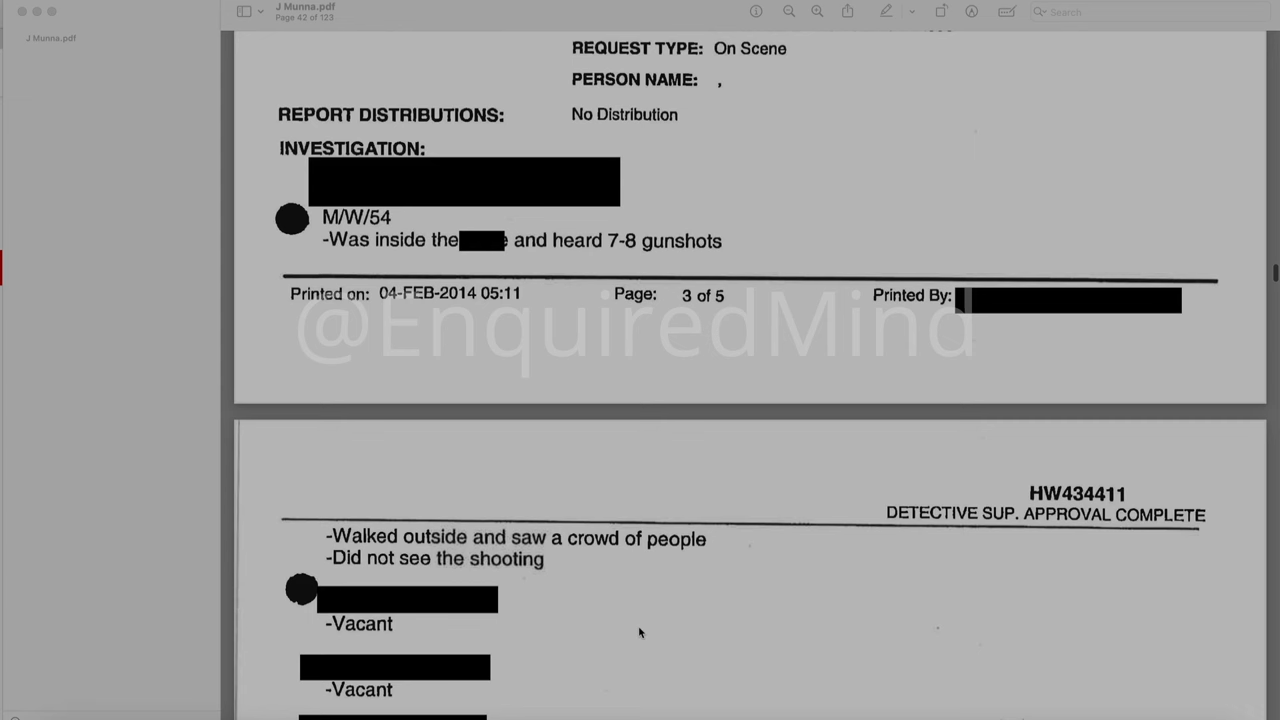 J Munna.pdf
Page 42 of 123
Search
J Munna.pdf
REQUEST TYPE: On Scene
PERSON NAME: ,
REPORT DISTRIBUTIONS: No Distribution
INVESTIGATION:
M/W/54
-Was inside the and heard 7-8 gunshots
Printed on: 04-FEB-2014 05:11 Page: 3 of 5 Printed By:
@EnquiredMind
HW434411
DETECTIVE SUP. APPROVAL COMPLETE
-Walked outside and saw a crowd of people
-Did not see the shooting
-Vacant
-Vacant